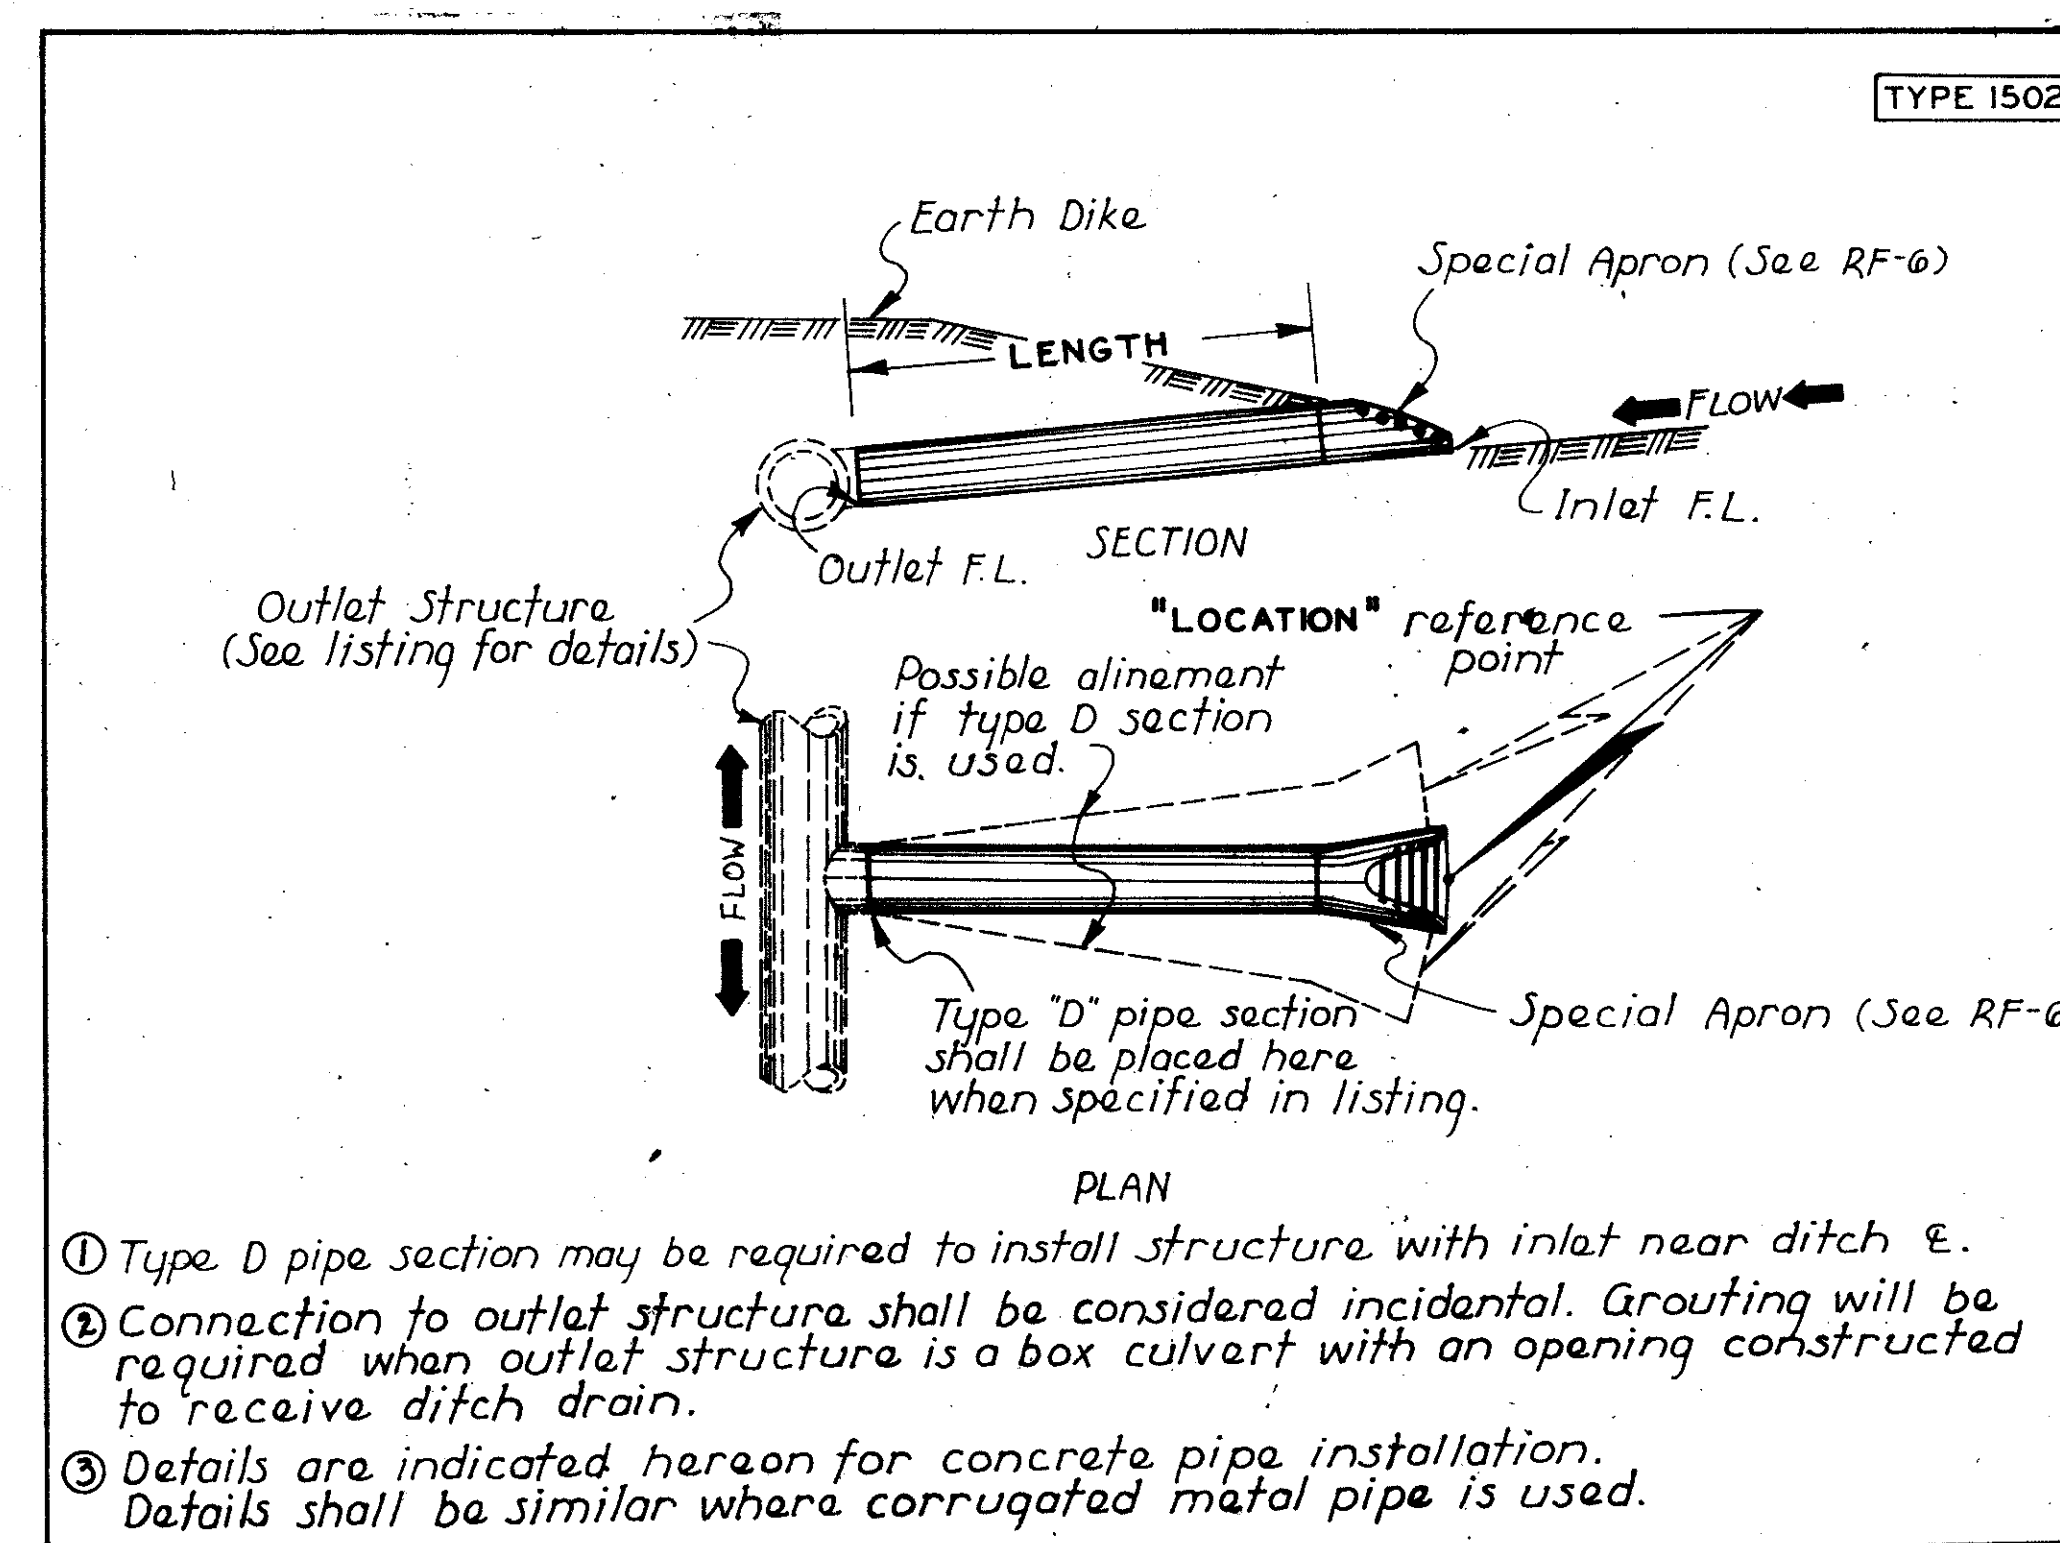 TYPE 1502
Earth Dike
Special Apron (See RF-6)
LENGTH
FLOW
Inlet F.L.
SECTION
Outlet F.L.
Outlet Structure
(See listing for details)
"LOCATION" reference
point
Possible alinement
if type D section
is used.
FLOW
Type "D" pipe section
shall be placed here
when specified in listing.
Special Apron (See RF-6
PLAN
① Type D pipe section may be required to install structure with inlet near ditch ℄.
② Connection to outlet structure shall be considered incidental. Grouting will be
required when outlet structure is a box culvert with an opening constructed
to receive ditch drain.
③ Details are indicated hereon for concrete pipe installation.
Details shall be similar where corrugated metal pipe is used.